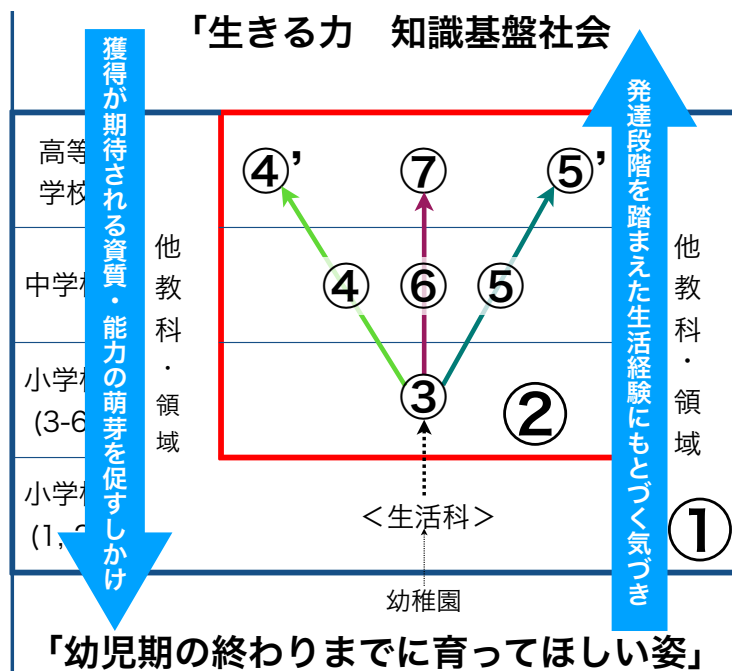 「生きる力　知識基盤社会
獲得が期待される資質・能力の萌芽を促すしかけ
発達段階を踏まえた生活経験にもとづく気づき
高等
学校
④’
⑦
⑤’
他教科・領域
他教科・領域
中学校
④
⑥
⑤
小学校
(3-6
③
②
小学校
(1,
＜生活科＞
①
幼稚園
「幼児期の終わりまでに育ってほしい姿」